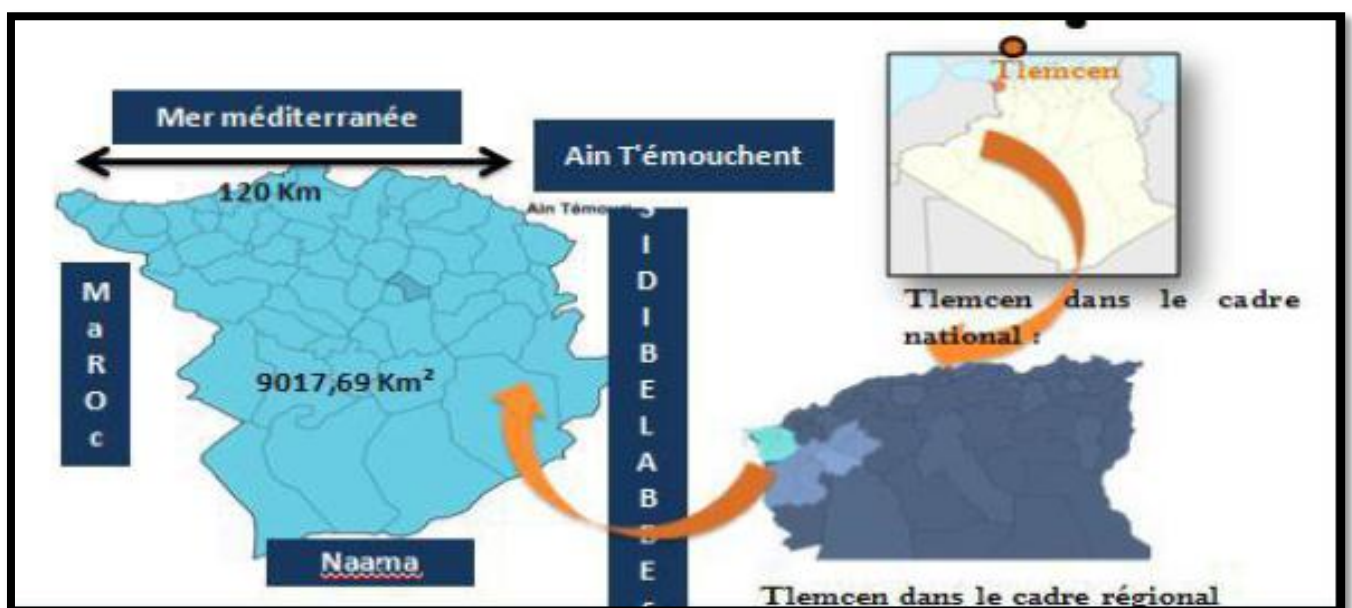 Tlemcen
Mer méditerranée
Ain T'émouchent
120 Km
Ain Témou
S
I
D
I
B
E
L
A
B
B
E
S
M
a
R
O
c
9017,69 Km²
Naama
Tlemcen dans le cadre
national :
Tlemcen dans le cadre régional